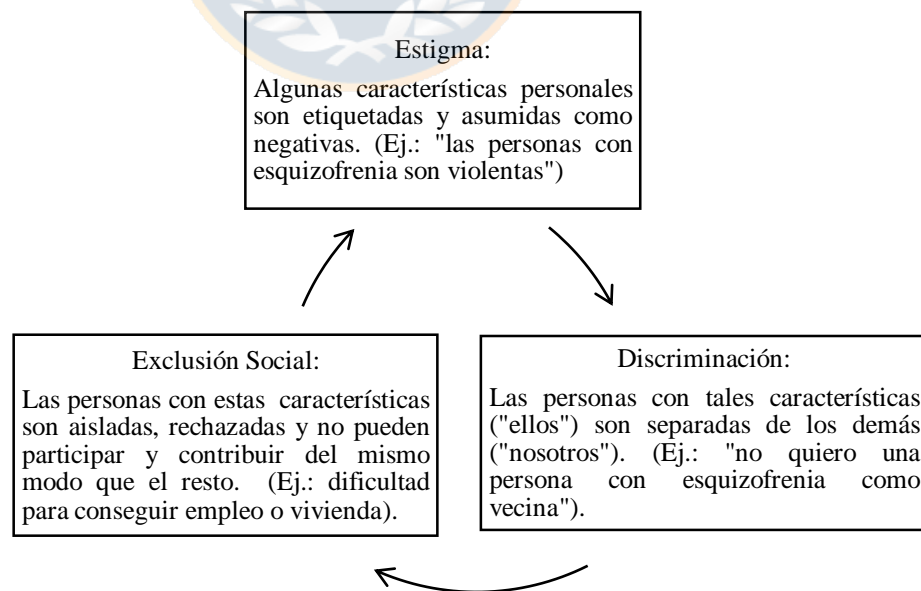 Estigma:
Algunas características personales
son etiquetadas y asumidas como
negativas. (Ej.: "las personas con
esquizofrenia son violentas")
Exclusión Social:
Las personas con estas características
son aisladas, rechazadas y no pueden
participar y contribuir del mismo
modo que el resto. (Ej.: dificultad
para conseguir empleo o vivienda).
Discriminación:
Las personas con tales características
("ellos") son separadas de los demás
("nosotros"). (Ej.: "no quiero una
persona con esquizofrenia como
vecina").